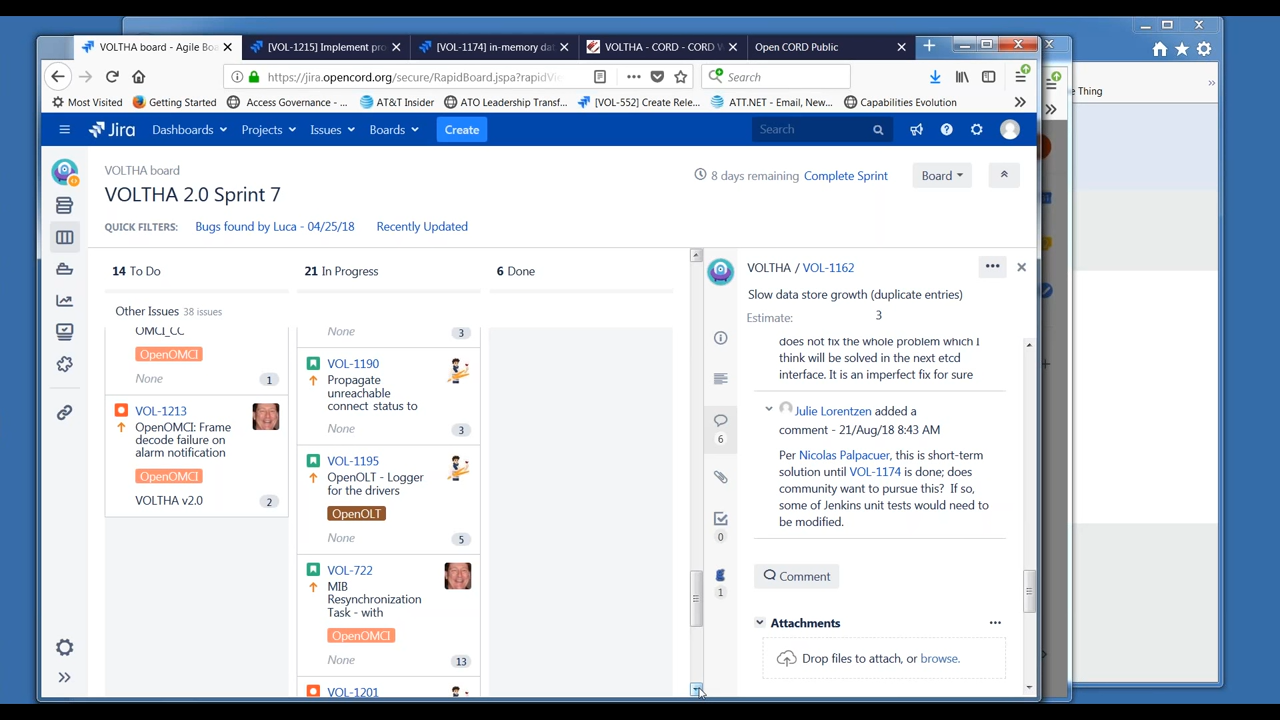 VOLTHA board - Agile Boa
[VOL-1215] Implement pro
[VOL-1174] in-memory dat
VOLTHA - CORD - CORD W
Open CORD Public
https://jira.opencord.org/secure/RapidBoard.jspa?rapidVie
Search
Most Visited
Getting Started
Access Governance - ...
AT&T Insider
ATO Leadership Transf...
[VOL-552] Create Rele...
ATT.NET - Email, New...
Capabilities Evolution
e Thing
Jira
Dashboards
Projects
Issues
Boards
Create
Search
VOLTHA board
VOLTHA 2.0 Sprint 7
8 days remaining Complete Sprint
Board
QUICK FILTERS: Bugs found by Luca - 04/25/18 Recently Updated
14 To Do
21 In Progress
6 Done
Other Issues 38 issues
OMCI_CC
OpenOMCI
None
1
VOL-1213
OpenOMCI: Frame
decode failure on
alarm notification
OpenOMCI
VOLTHA v2.0
2
None
3
VOL-1190
Propagate
unreachable
connect status to
None
3
VOL-1195
OpenOLT - Logger
for the drivers
OpenOLT
None
5
VOL-722
MIB
Resynchronization
Task - with
OpenOMCI
None
13
VOL-1201
VOLTHA / VOL-1162
Slow data store growth (duplicate entries)
Estimate: 3
does not fix the whole problem which I
think will be solved in the next etcd
interface. It is an imperfect fix for sure
Julie Lorentzen added a
comment - 21/Aug/18 8:43 AM
Per Nicolas Palpacuer, this is short-term
solution until VOL-1174 is done; does
community want to pursue this? If so,
some of Jenkins unit tests would need to
be modified.
Comment
Attachments
Drop files to attach, or browse.
6
0
1